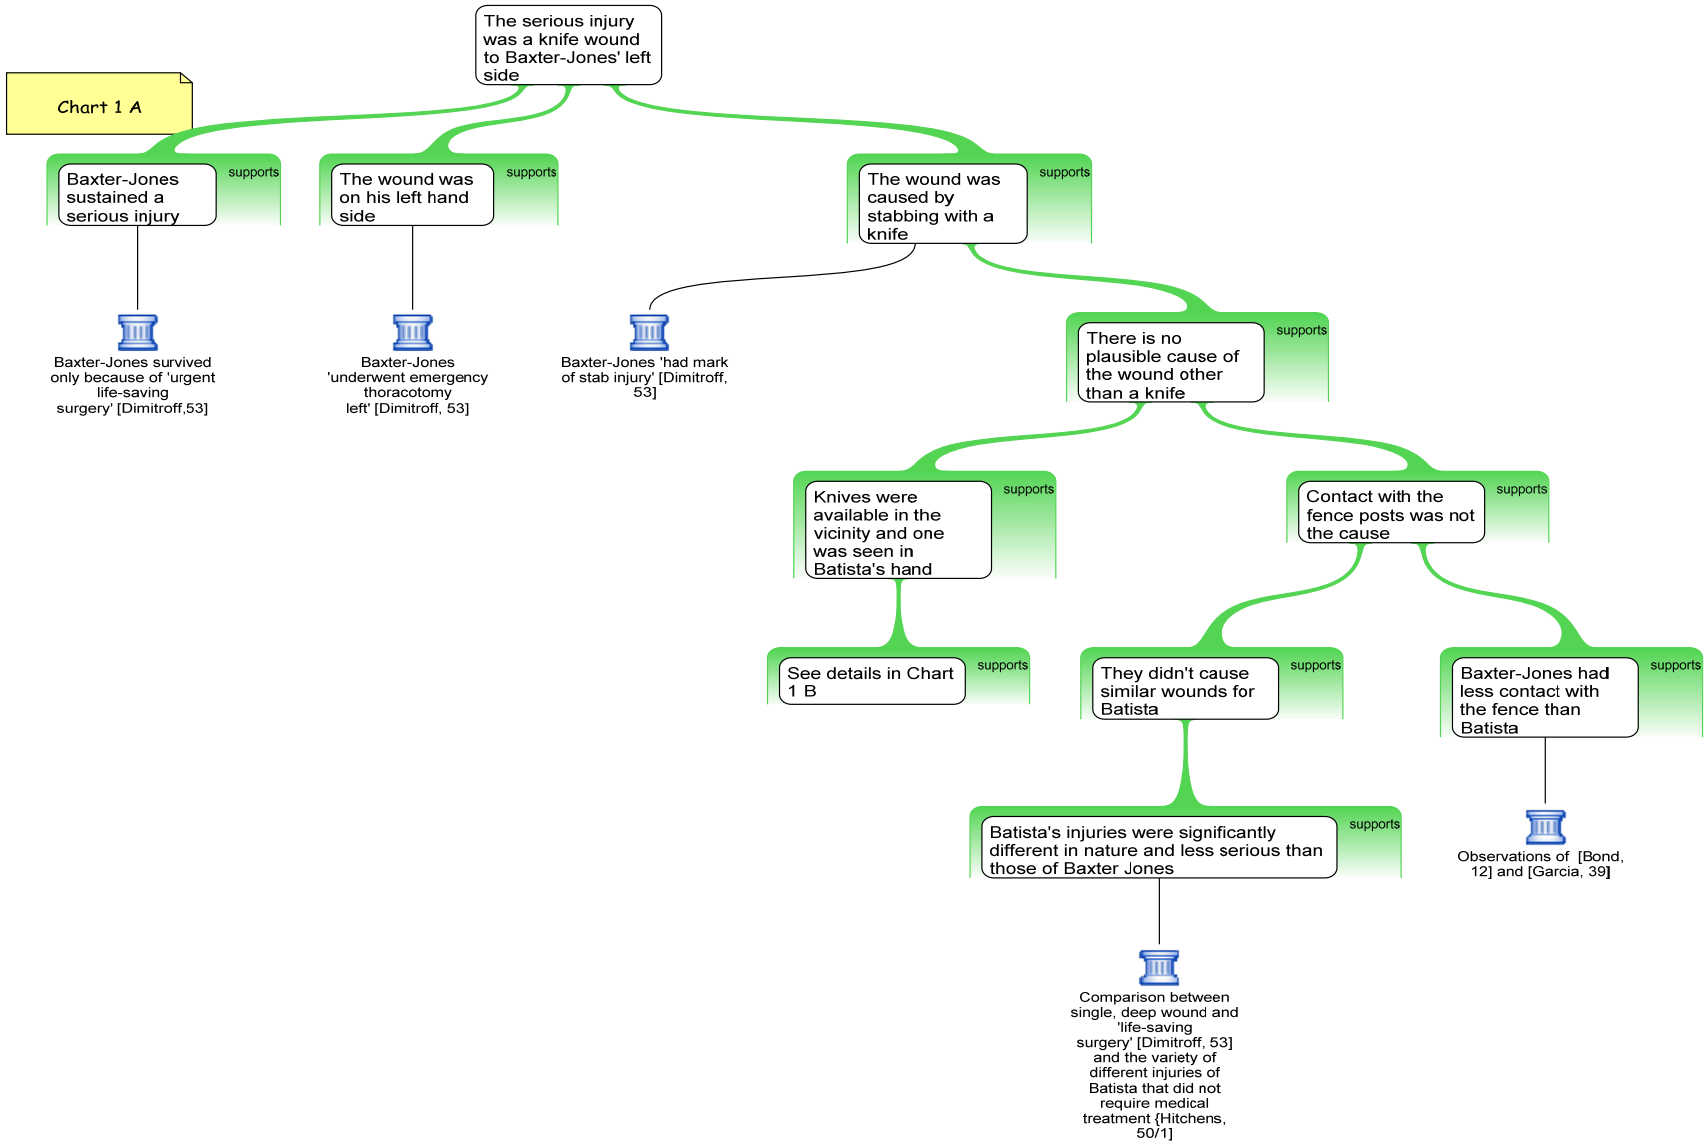 The serious injury
was a knife wound
to Baxter-Jones' left
side
Chart 1 A
supports
Baxter-Jones
sustained a
serious injury
supports
The wound was
on his left hand
side
supports
The wound was
caused by
stabbing with a
knife
Baxter-Jones survived
only because of 'urgent
life-saving
surgery' [Dimitroff,53]
Baxter-Jones
'underwent emergency
thoracotomy
left' [Dimitroff, 53]
Baxter-Jones 'had mark
of stab injury' [Dimitroff,
53]
supports
There is no
plausible cause of
the wound other
than a knife
supports
Knives were
available in the
vicinity and one
was seen in
Batista's hand
supports
Contact with the
fence posts was not
the cause
supports
See details in Chart
1 B
supports
They didn't cause
similar wounds for
Batista
supports
Baxter-Jones had
less contact with
the fence than
Batista
supports
Batista's injuries were significantly
different in nature and less serious than
those of Baxter Jones
Observations of [Bond,
12] and [Garcia, 39]
Comparison between
single, deep wound and
'life-saving
surgery' [Dimitroff, 53]
and the variety of
different injuries of
Batista that did not
require medical
treatment {Hitchens,
50/1]